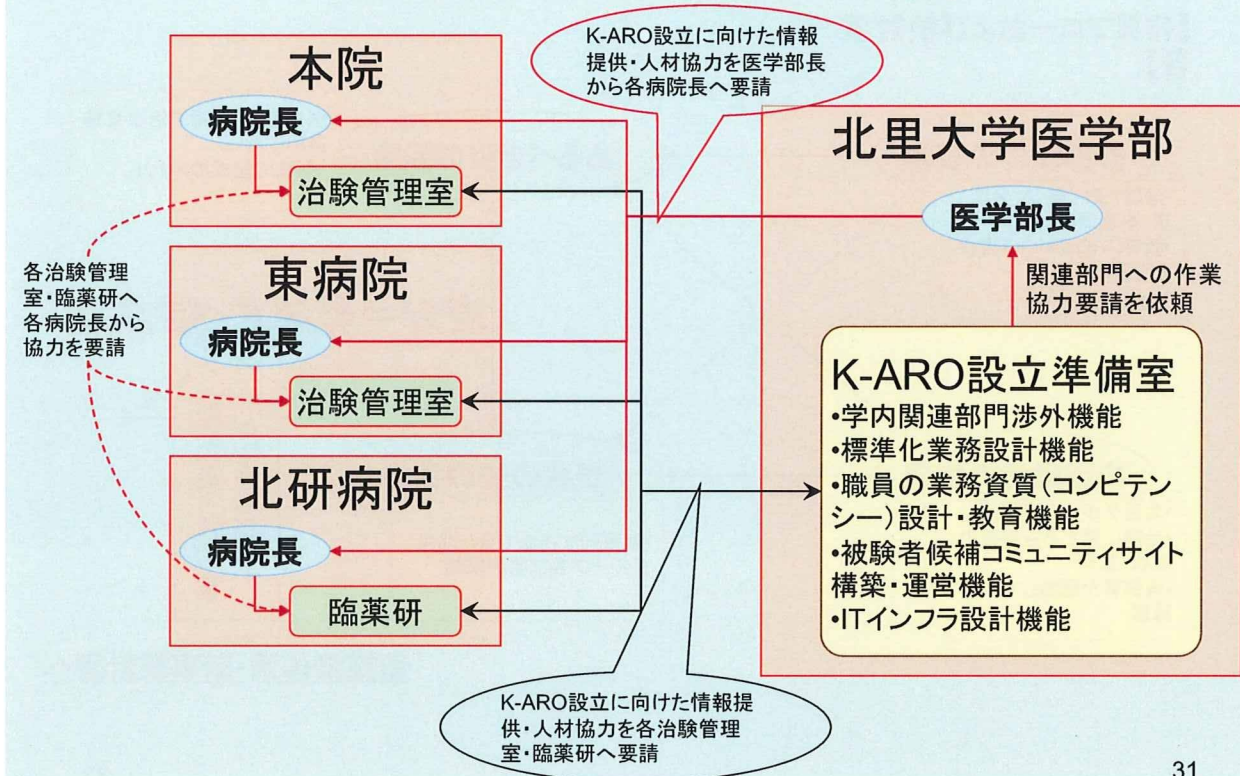 K-ARO設立に向けた情報
提供・人材協力を医学部長
から各病院長へ要請
本院
病院長
治験管理室
東病院
病院長
治験管理室
北研病院
病院長
臨薬研
各治験管理
室・臨薬研へ
各病院長から
協力を要請
北里大学医学部
医学部長
関連部門への作業
協力要請を依頼
K-ARO設立準備室
•学内関連部門渉外機能
•標準化業務設計機能
•職員の業務資質(コンピテン
シー)設計・教育機能
•被験者候補コミュニティサイト
構築・運営機能
•ITインフラ設計機能
K-ARO設立に向けた情報提
供・人材協力を各治験管理
室・臨薬研へ要請
31